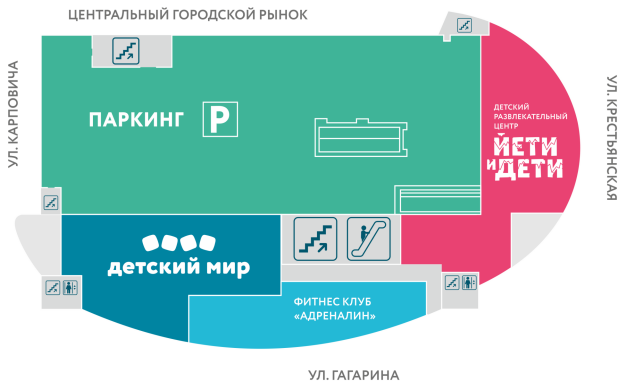 ЦЕНТРАЛЬНЫЙ ГОРОДСКОЙ РЫНОК
УЛ. КАРПОВИЧА
ПАРКИНГ P
ДЕТСКИЙ
РАЗВЛЕКАТЕЛЬНЫЙ
ЦЕНТР
ЙЕТИ
И ДЕТИ
УЛ. КРЕСТЬЯНСКАЯ
детский мир
ФИТНЕС КЛУБ
«АДРЕНАЛИН»
УЛ. ГАГАРИНА